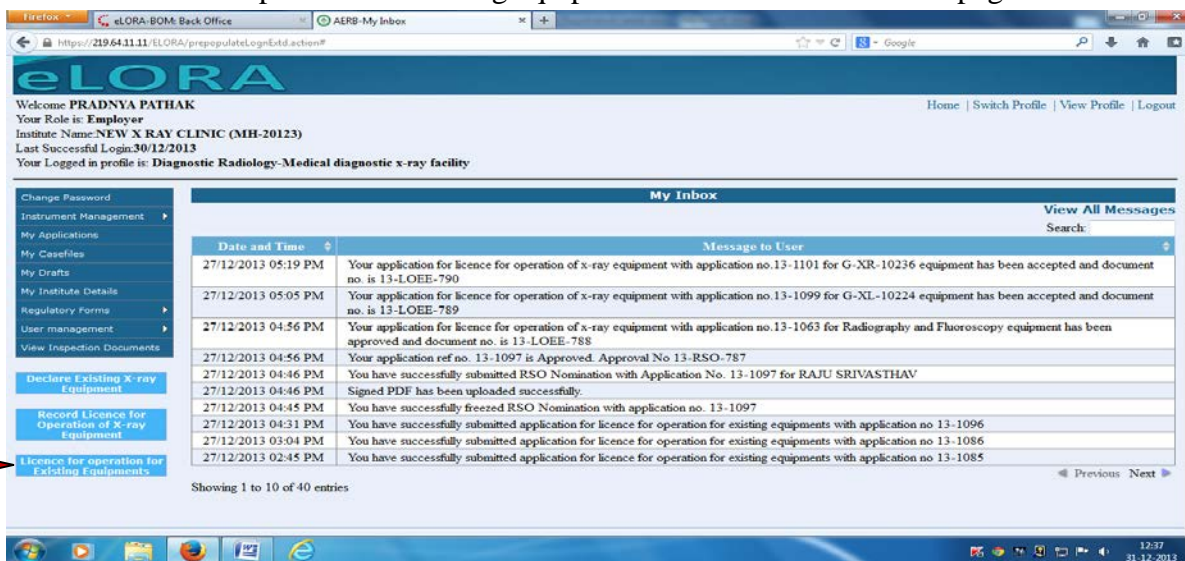 Firefox
eLORA-BOM: Back Office
AERB-My Inbox
https://219.64.11.11/ELORA/prepopulateLognExtd.action#
Google
eLORA
Welcome PRADNYA PATHAK
Home | Switch Profile | View Profile | Logout
Your Role is: Employer
Institute Name:NEW X RAY CLINIC (MH-20123)
Last Successful Login:30/12/2013
Your Logged in profile is: Diagnostic Radiology-Medical diagnostic x-ray facility
Change Password
Instrument Management
My Applications
My Casefiles
My Drafts
My Institute Details
Regulatory Forms
User management
View Inspection Documents
Declare Existing X-ray
Equipment
Record Licence for
Operation of X-ray
Equipment
Licence for operation for
Existing Equipments
My Inbox
View All Messages
Search:
Date and Time Message to User
27/12/2013 05:19 PM Your application for licence for operation of x-ray equipment with application no.13-1101 for G-XR-10236 equipment has been accepted and document
no. is 13-LOEE-790
27/12/2013 05:05 PM Your application for licence for operation of x-ray equipment with application no.13-1099 for G-XL-10224 equipment has been accepted and document
no. is 13-LOEE-789
27/12/2013 04:56 PM Your application for licence for operation of x-ray equipment with application no.13-1063 for Radiography and Fluoroscopy equipment has been
approved and document no. is 13-LOEE-788
27/12/2013 04:56 PM Your application ref no. 13-1097 is Approved. Approval No 13-RSO-787
27/12/2013 04:46 PM You have successfully submitted RSO Nomination with Application No. 13-1097 for RAJU SRIVASTHAV
27/12/2013 04:46 PM Signed PDF has been uploaded successfully.
27/12/2013 04:45 PM You have successfully freezed RSO Nomination with application no. 13-1097
27/12/2013 04:31 PM You have successfully submitted application for licence for operation for existing equipments with application no 13-1096
27/12/2013 03:04 PM You have successfully submitted application for licence for operation for existing equipments with application no 13-1086
27/12/2013 02:45 PM You have successfully submitted application for licence for operation for existing equipments with application no 13-1085
Previous Next
Showing 1 to 10 of 40 entries
12:37
31-12-2013